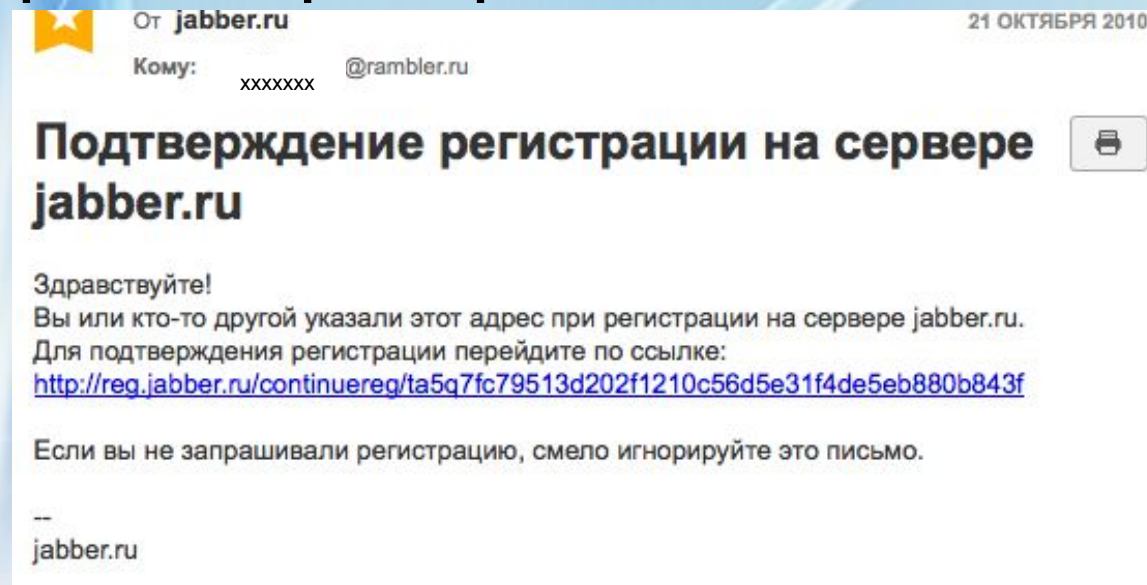 От jabber.ru
21 ОКТЯБРЯ 2010
Кому: xxxxxxx @rambler.ru
Подтверждение регистрации на сервере
jabber.ru
Здравствуйте!
Вы или кто-то другой указали этот адрес при регистрации на сервере jabber.ru.
Для подтверждения регистрации перейдите по ссылке:
http://reg.jabber.ru/continuereg/ta5q7fc79513d202f1210c56d5e31f4de5eb880b843f
Если вы не запрашивали регистрацию, смело игнорируйте это письмо.
--
jabber.ru